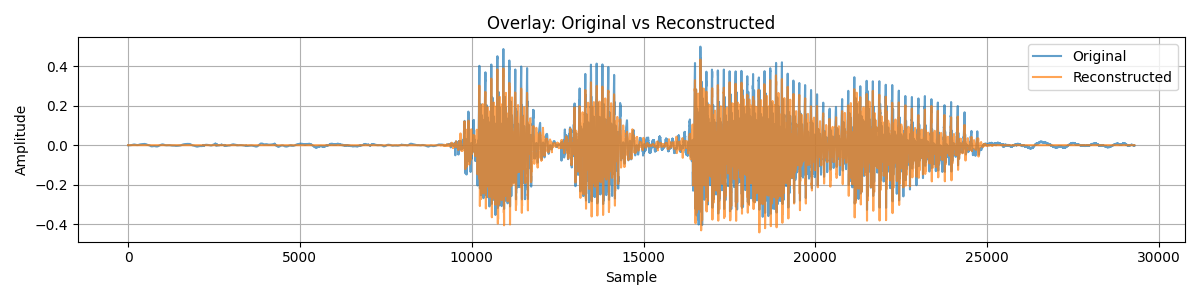 Overlay: Original vs Reconstructed
Original
Reconstructed
Amplitude
0.4
0.2
0.0
−0.2
−0.4
0 5000 10000 15000 20000 25000 30000
Sample